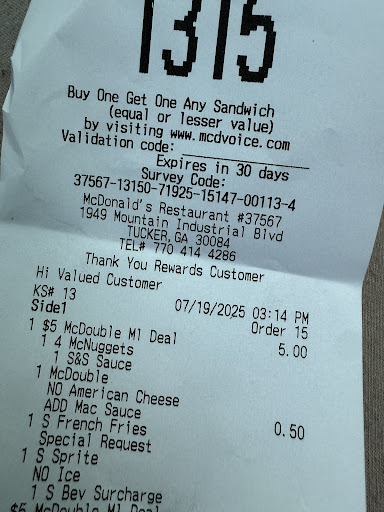 1315
Buy One Get One Any Sandwich
(equal or lesser value)
by visiting www.mcdvoice.com
Validation code:
Expires in 30 days
Survey Code:
37567-13150-71925-15147-00113-4
McDonald's Restaurant #37567
1949 Mountain Industrial Blvd
TUCKER,GA 30084
TEL# 770 414 4286
Thank You Rewards Customer
Hi Valued Customer
07/19/2025 03:14 PM
KS# 13
Order 15
Side1
1 $5 McDouble Ml Deal 5.00
1 4 McNuggets
1 S&S Sauce
1 McDouble
NO American Cheese
ADD Mac Sauce 0.50
1 S French Fries
Special Request
1 S Sprite
NO Ice
1 S Bev Surcharge
$5 McDouble Ml Deal